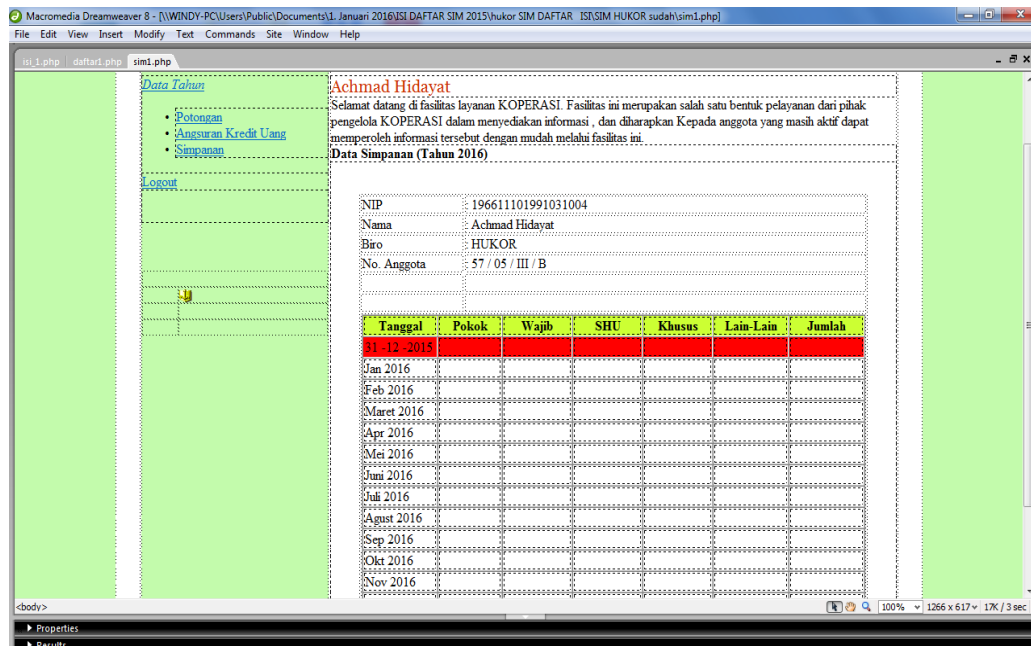 Macromedia Dreamweaver 8 - [\\WINDY-PC\Users\Public\Documents\1. Januari 2016\ISI DAFTAR SIM 2015\hukor SIM DAFTAR ISI\SIM HUKOR sudah\sim1.php]
File Edit View Insert Modify Text Commands Site Window Help
isi_1.php daftar1.php sim1.php
Data Tahun
Potongan
Angsuran Kredit Uang
Simpanan
Logout
Achmad Hidayat
Selamat datang di fasilitas layanan KOPERASI. Fasilitas ini merupakan salah satu bentuk pelayanan dari pihak
pengelola KOPERASI dalam menyediakan informasi , dan diharapkan Kepada anggota yang masih aktif dapat
memperoleh informasi tersebut dengan mudah melalui fasilitas ini.
Data Simpanan (Tahun 2016)
NIP : 196611101991031004
Nama : Achmad Hidayat
Biro : HUKOR
No. Anggota : 57 / 05 / III / B
Tanggal Pokok Wajib SHU Khusus Lain-Lain Jumlah
31 -12 -2015
Jan 2016
Feb 2016
Maret 2016
Apr 2016
Mei 2016
Juni 2016
Juli 2016
Agust 2016
Sep 2016
Okt 2016
Nov 2016
<body> 100% 1266 x 617 17K / 3 sec
Properties
Results